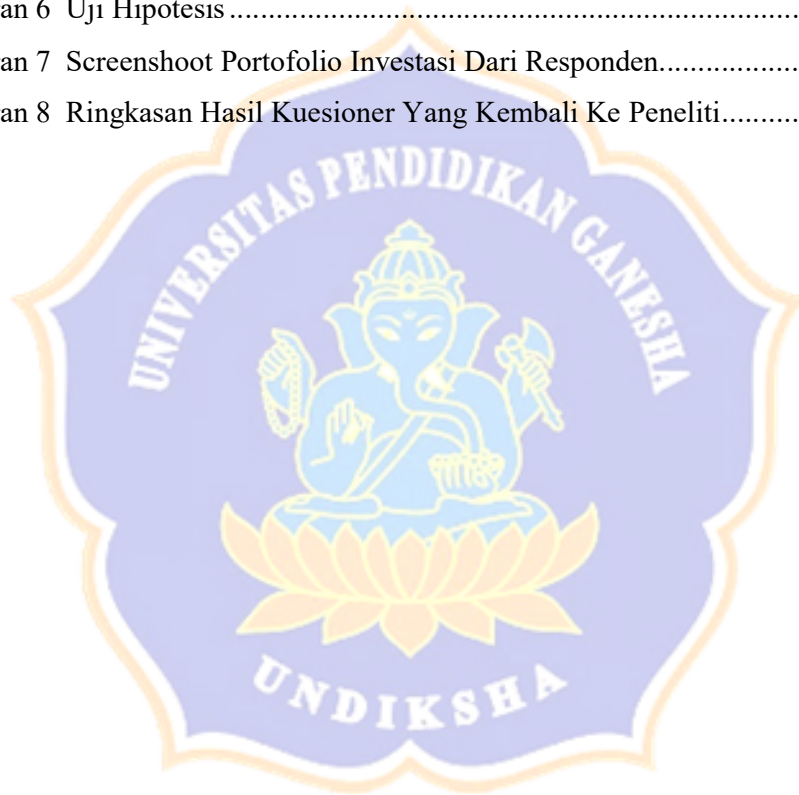 an 6 Uji Hipotesis ..........................................................................
an 7 Screenshoot Portofolio Investasi Dari Responden..................
an 8 Ringkasan Hasil Kuesioner Yang Kembali Ke Peneliti..........
UNIVERSITAS PENDIDIKAN GANESHA
UNDIKSHA